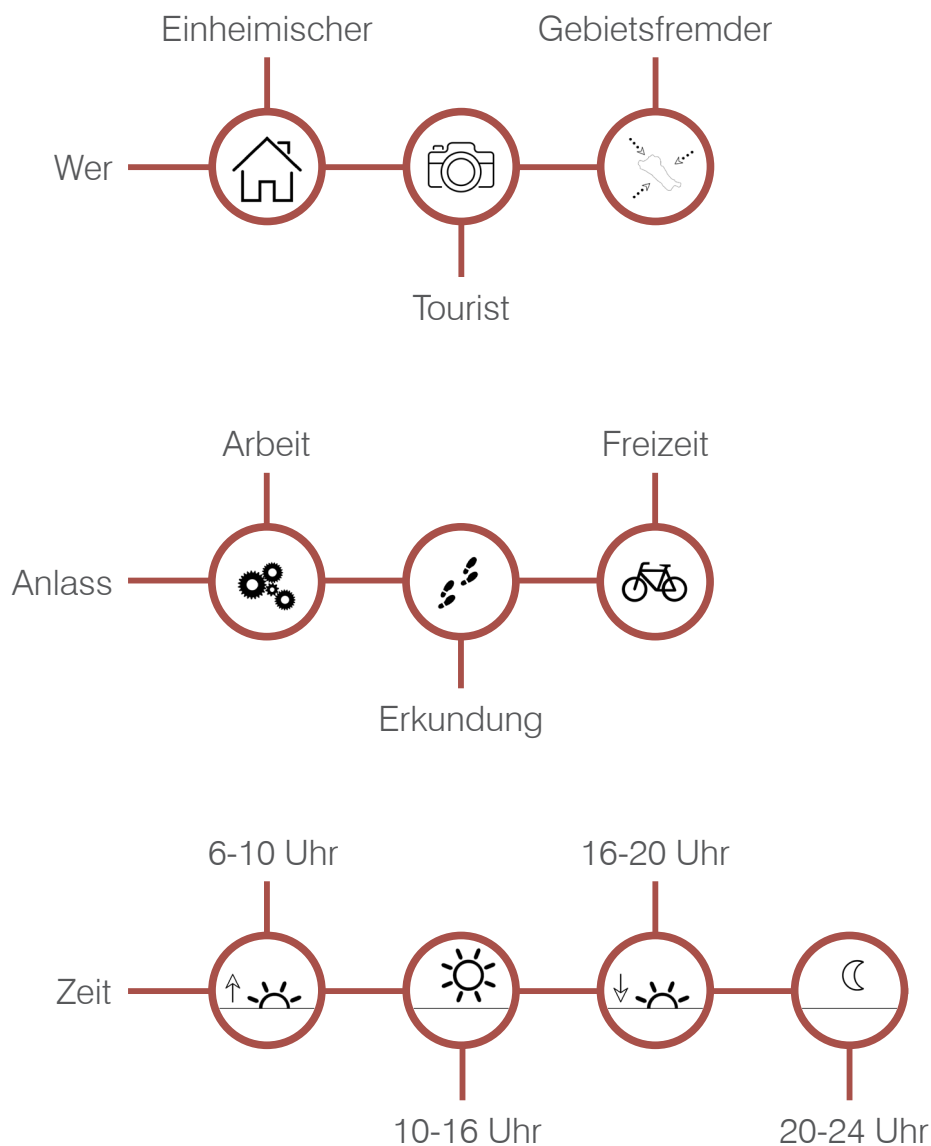 Einheimischer
Gebietsfremder
Wer
Tourist
Arbeit
Freizeit
Anlass
Erkundung
6-10 Uhr
16-20 Uhr
Zeit
10-16 Uhr
20-24 Uhr